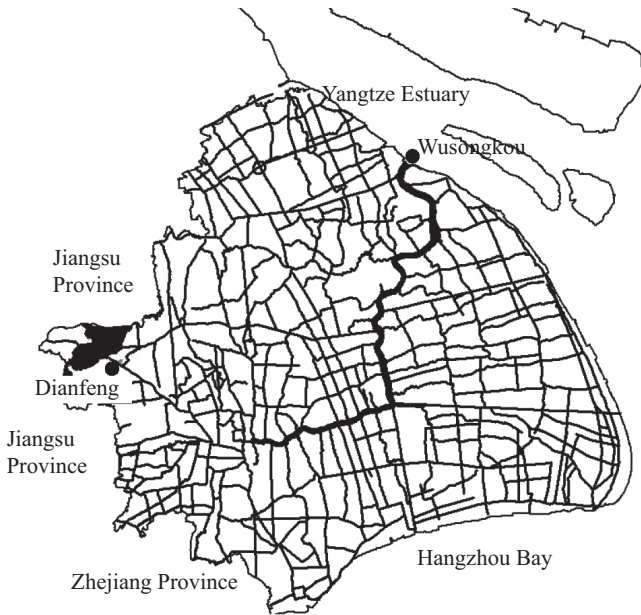 Yangtze Estuary
Wusongkou
Jiangsu
Province
Dianfeng
Jiangsu
Province
Hangzhou Bay
Zhejiang Province